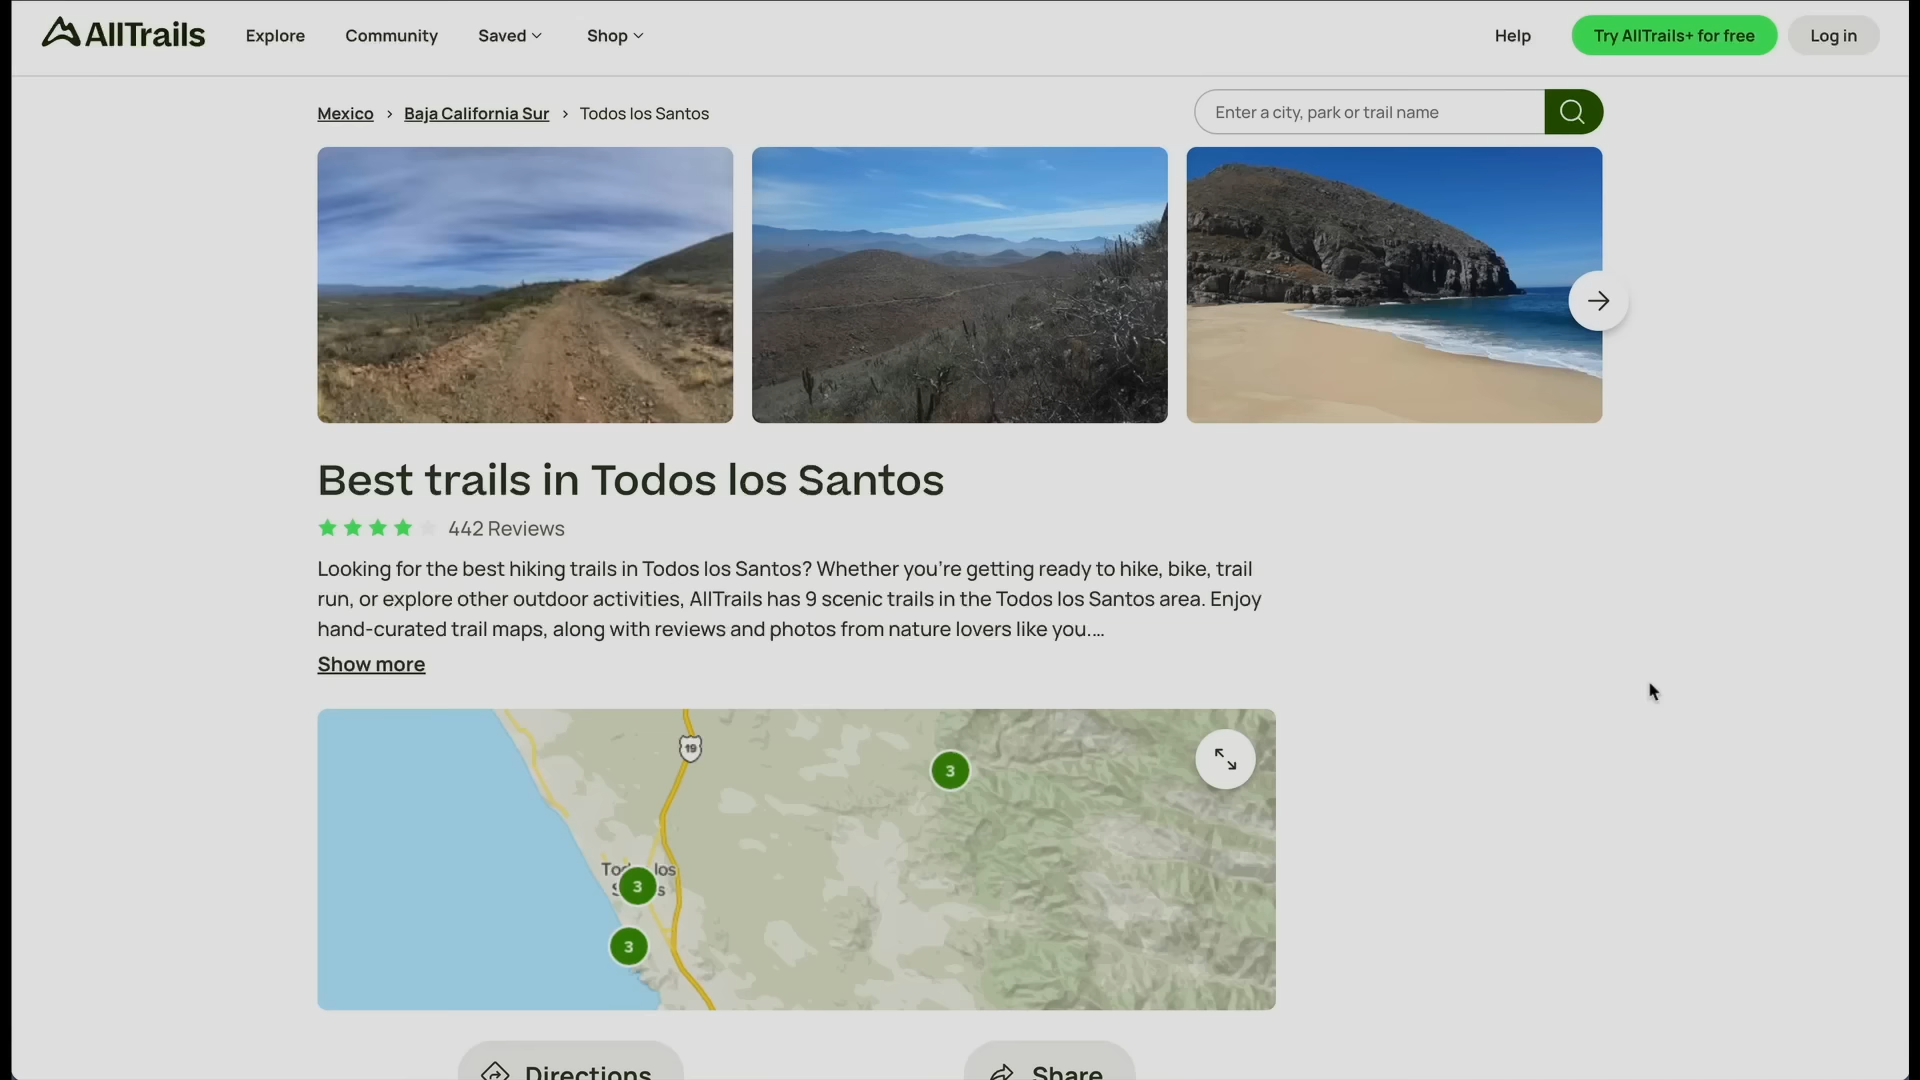 AllTrails
Explore
Community
Saved
Shop
Help
Try AllTrails+ for free
Log in
Mexico > Baja California Sur > Todos los Santos
Enter a city, park or trail name
Best trails in Todos los Santos
442 Reviews
Looking for the best hiking trails in Todos los Santos? Whether you're getting ready to hike, bike, trail
run, or explore other outdoor activities, AllTrails has 9 scenic trails in the Todos los Santos area. Enjoy
hand-curated trail maps, along with reviews and photos from nature lovers like you....
Show more
19
3
Todos los
Santos
3
3
Directions
Share